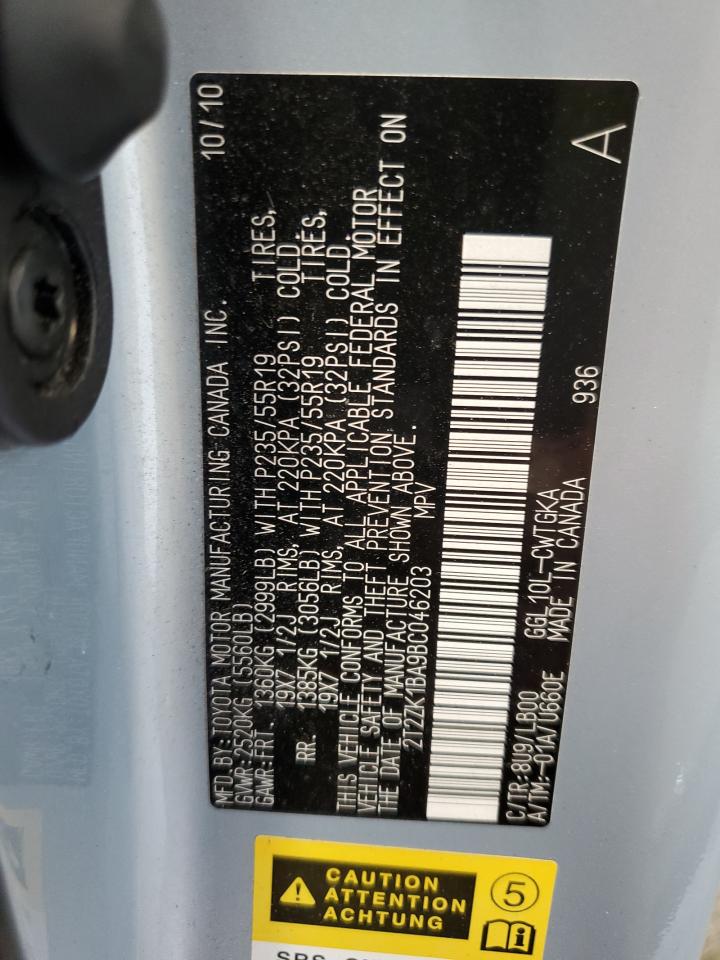 MFD.BY:TOYOTA MOTOR MANUFACTURING CANADA INC. 10/10
GVWR:2520KG (5560LB)
GAWR:FRT 1360KG (2999LB) WITH P235/55R19 TIRES,
19X7 1/2J RIMS, AT 220KPA (32PSI) COLD.
RR. 1385KG (3056LB) WITH P235/55R19 TIRES,
19X7 1/2J RIMS, AT 220KPA (32PSI) COLD.
THIS VEHICLE CONFORMS TO ALL APPLICABLE FEDERAL MOTOR
VEHICLE SAFETY AND THEFT PREVENTION STANDARDS IN EFFECT ON
THE DATE OF MANUFACTURE SHOWN ABOVE.
2T2ZK1BA9BC046203 MPV
C/TR:8U9/LB00 GGL10L-CWTGKA
A/TM:-01A/U660E MADE IN CANADA 936
A
CAUTION
ATTENTION
ACHTUNG
5